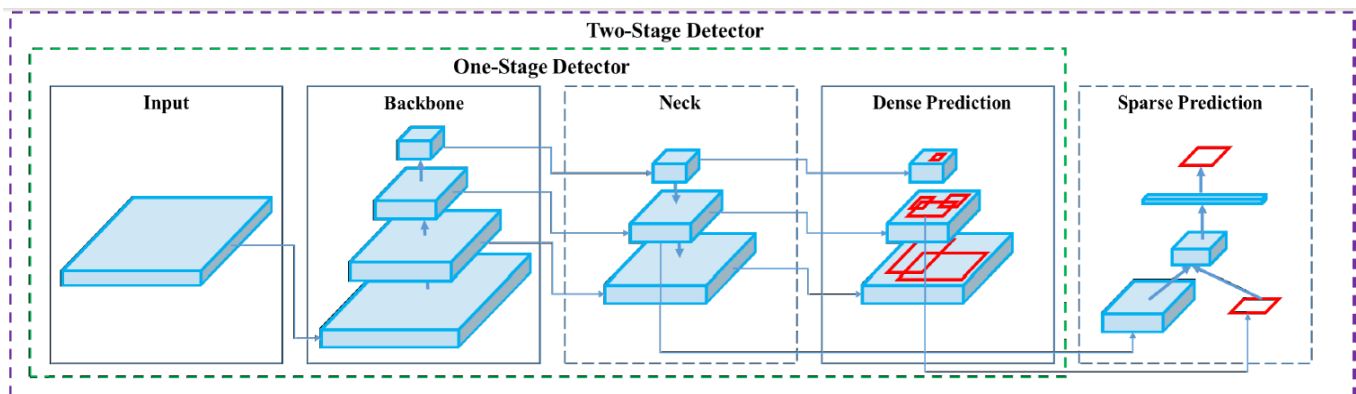 Two-Stage Detector
One-Stage Detector
Input
Backbone
Neck
Dense Prediction
Sparse Prediction